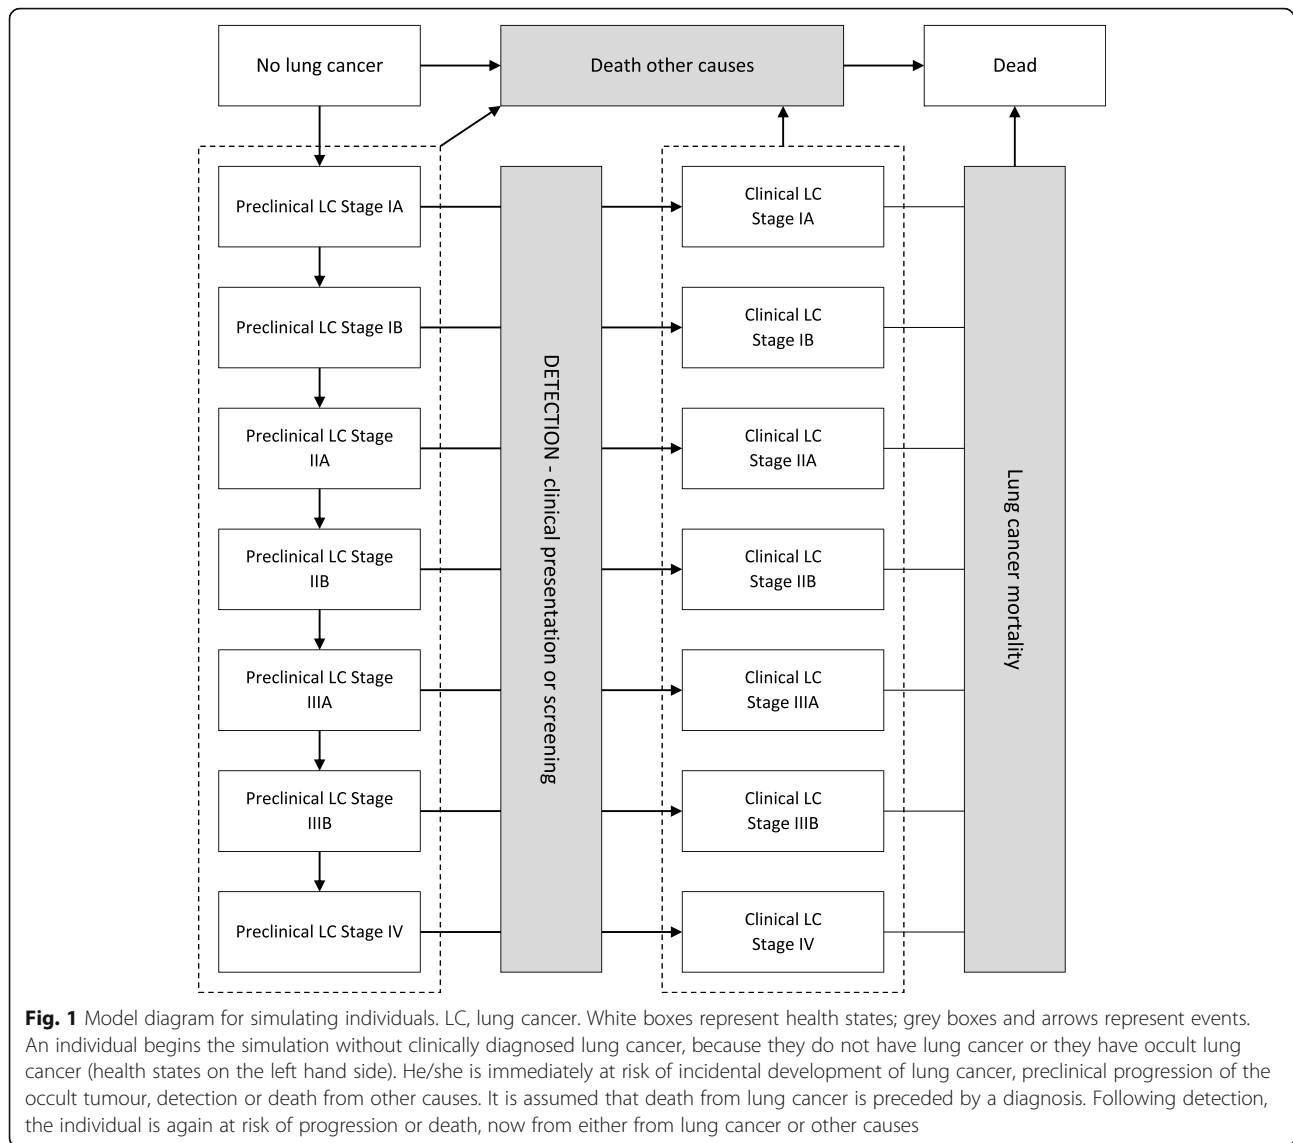 No lung cancer
Death other causes
Dead
Preclinical LC Stage IA
Clinical LC
Stage IA
Preclinical LC Stage IB
Clinical LC
Stage IB
Preclinical LC Stage
IIA
Clinical LC
Stage IIA
Preclinical LC Stage
IIB
Clinical LC
Stage IIB
Preclinical LC Stage
IIIA
Clinical LC
Stage IIIA
Preclinical LC Stage
IIIB
Clinical LC
Stage IIIB
Preclinical LC Stage IV
Clinical LC
Stage IV
DETECTION - clinical presentation or screening
Lung cancer mortality
Fig. 1 Model diagram for simulating individuals. LC, lung cancer. White boxes represent health states; grey boxes and arrows represent events.
An individual begins the simulation without clinically diagnosed lung cancer, because they do not have lung cancer or they have occult lung
cancer (health states on the left hand side). He/she is immediately at risk of incidental development of lung cancer, preclinical progression of the
occult tumour, detection or death from other causes. It is assumed that death from lung cancer is preceded by a diagnosis. Following detection,
the individual is again at risk of progression or death, now from either from lung cancer or other causes